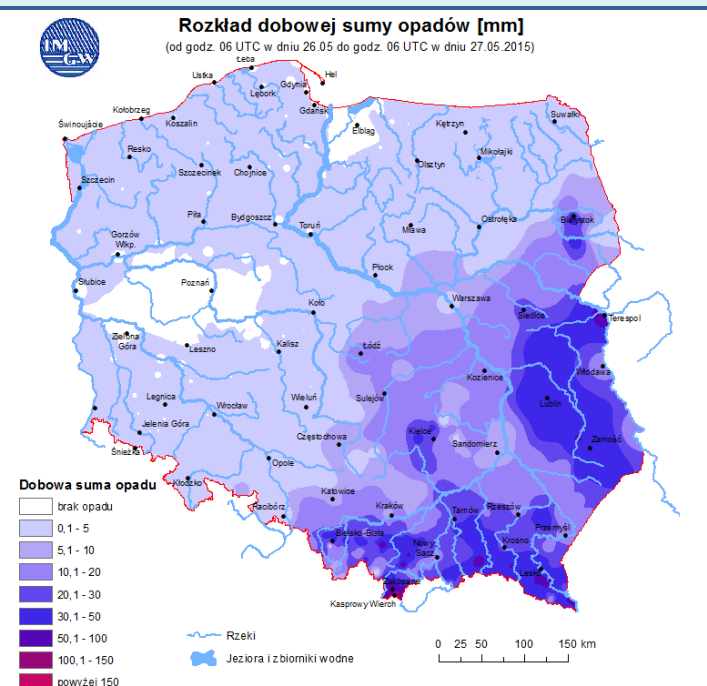 Rozkład dobowej sumy opadów [mm]
(od godz. 06 UTC w dniu 26.05 do godz. 06 UTC w dniu 27.05.2015)
IM
GW
Łeba
Hel
Ustka
Lębork
Gdynia
Gdańsk
Kołobrzeg
Koszalin
Świnoujście
Elbląg
Kętrzyn
Suwałki
Resko
Szczecinek
Chojnice
Olsztyn
Mikołajki
Szczecin
Piła
Bydgoszcz
Toruń
Mława
Ostrołęka
Białystok
Gorzów
Wlkp.
Płock
Słubice
Poznań
Koło
Warszawa
Siedlce
Terespol
Zielona
Góra
Leszno
Kalisz
Łódź
Kozienice
Włodawa
Legnica
Wrocław
Wieluń
Sulejów
Lublin
Jelenia Góra
Częstochowa
Kielce
Sandomierz
Zamość
Śnieżka
Opole
Kłodzko
Katowice
Racibórz
Kraków
Tarnów
Rzeszów
Przemyśl
Bielsko-Biała
Nowy
Sącz
Krosno
Lesko
Zakopane
Kasprowy Wierch
Dobowa suma opadu
brak opadu
0,1 - 5
5,1 - 10
10,1 - 20
20,1 - 30
30,1 - 50
50,1 - 100
100,1 - 150
powyżej 150
Rzeki
Jeziora i zbiorniki wodne
0 25 50 100 150 km